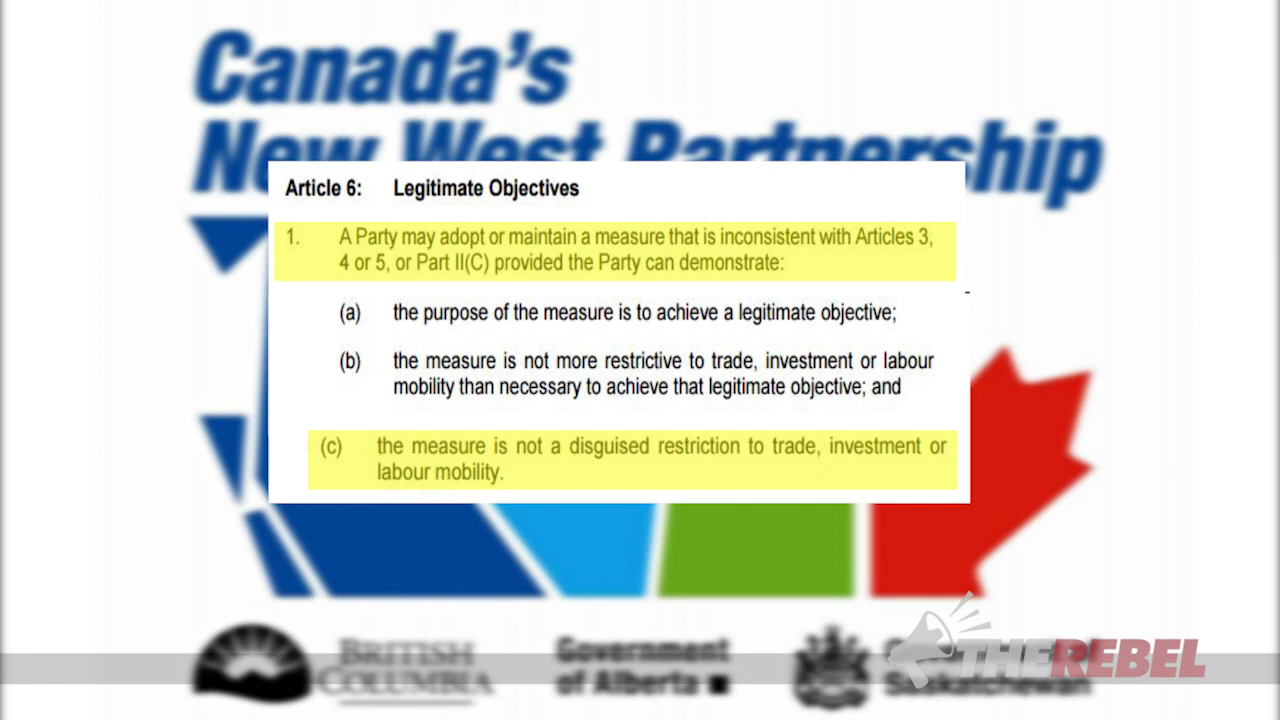 Canada's
New West Partnership
Article 6: Legitimate Objectives
1. A Party may adopt or maintain a measure that is inconsistent with Articles 3,
4 or 5, or Part II(C) provided the Party can demonstrate:
(a) the purpose of the measure is to achieve a legitimate objective;
(b) the measure is not more restrictive to trade, investment or labour
mobility than necessary to achieve that legitimate objective; and
(c) the measure is not a disguised restriction to trade, investment or
labour mobility.
BRITISH
COLUMBIA
Government
of Alberta
Saskatchewan
THEREBEL